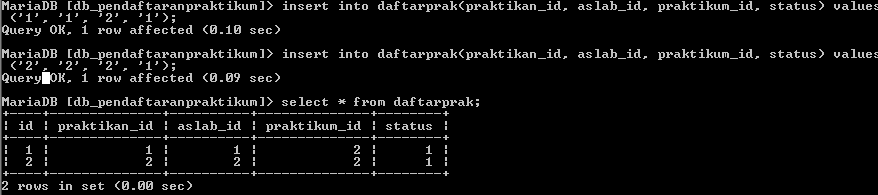 MariaDB [db_pendaftaranpraktikum]> insert into daftarprak(praktikan_id, aslab_id, praktikum_id, status) values
 ('1', '1', '2', '1');
Query OK, 1 row affected (0.10 sec)
MariaDB [db_pendaftaranpraktikum]> insert into daftarprak(praktikan_id, aslab_id, praktikum_id, status) values
 ('2', '2', '2', '1');
Query OK, 1 row affected (0.09 sec)
MariaDB [db_pendaftaranpraktikum]> select * from daftarprak;
+----+--------------+----------+--------------+--------+
| id | praktikan_id | aslab_id | praktikum_id | status |
+----+--------------+----------+--------------+--------+
|  1 |            1 |        1 |            2 |      1 |
|  2 |            2 |        2 |            2 |      1 |
+----+--------------+----------+--------------+--------+
2 rows in set (0.00 sec)